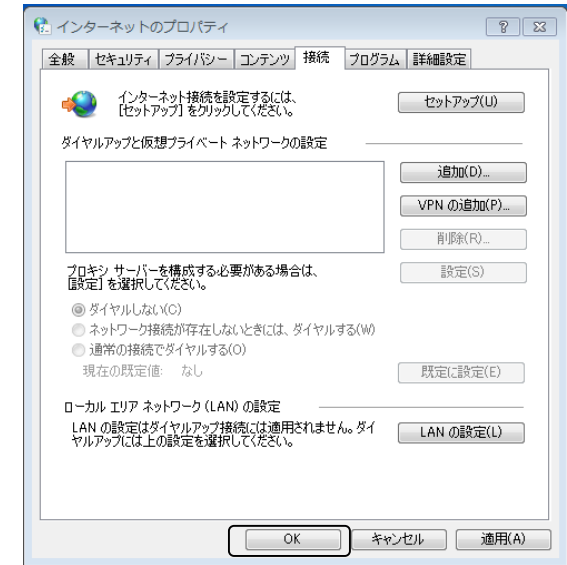 インターネットのプロパティ
全般 セキュリティ プライバシー コンテンツ 接続 プログラム 詳細設定
インターネット接続を設定するには、
[セットアップ] をクリックしてください。
セットアップ(U)
ダイヤルアップと仮想プライベート ネットワークの設定
追加(D)...
VPN の追加(P)...
削除(R)...
プロキシ サーバーを構成する必要がある場合は、
[設定] を選択してください。
設定(S)
ダイヤルしない(C)
ネットワーク接続が存在しないときには、ダイヤルする(W)
通常の接続でダイヤルする(O)
現在の既定値: なし
既定に設定(E)
ローカル エリア ネットワーク (LAN) の設定
LAN の設定はダイヤルアップ接続には適用されません。ダイ
ヤルアップには上の設定を選択してください。
LAN の設定(L)
OK キャンセル 適用(A)